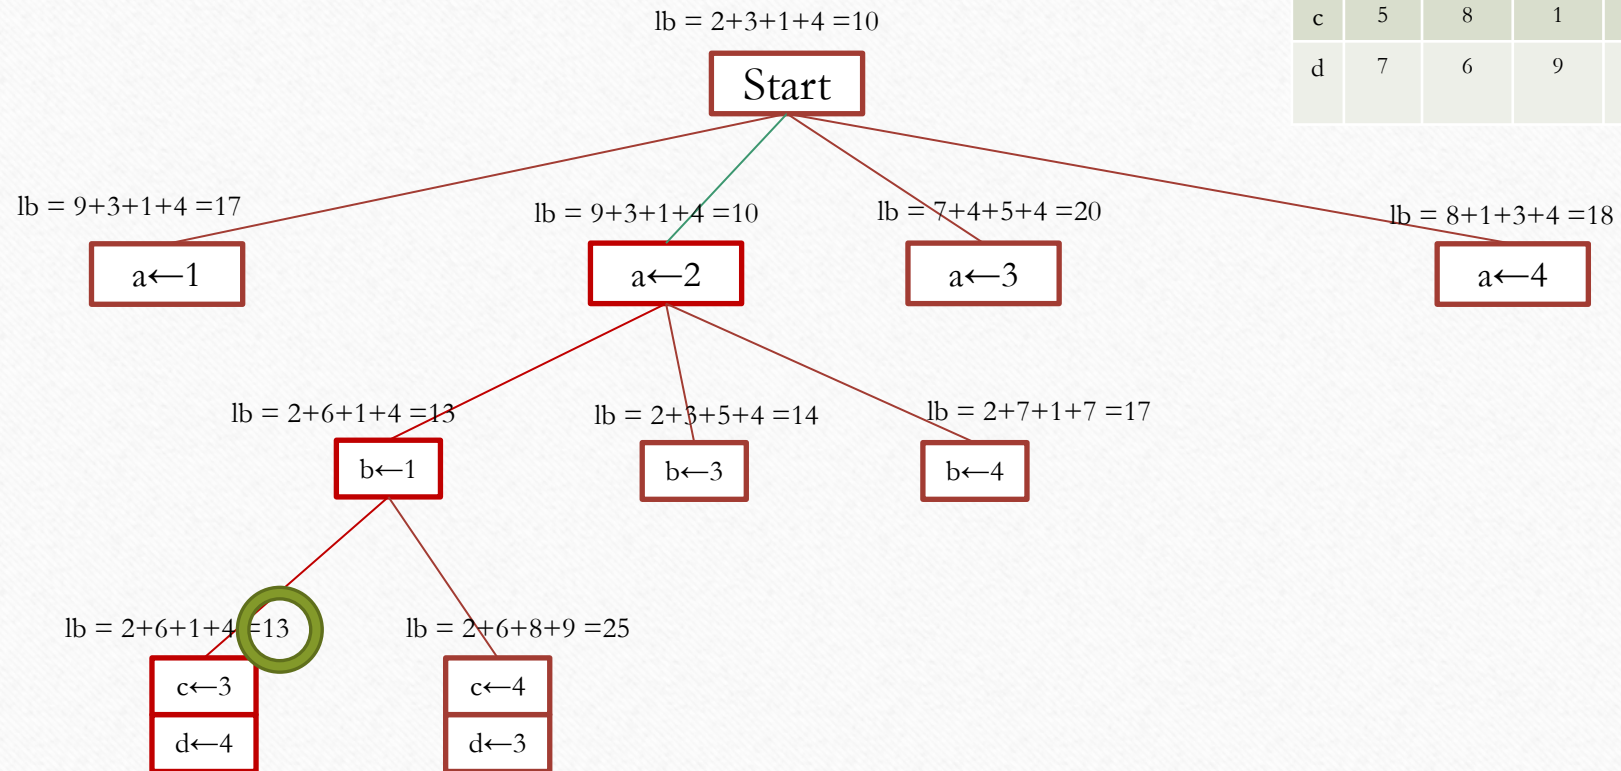 lb = 2+3+1+4 =10
c 5 8 1
Start
d 7 6 9
lb = 9+3+1+4 =17
lb = 9+3+1+4 =10
lb = 7+4+5+4 =20
lb = 8+1+3+4 =18
a←1
a←2
a←3
a←4
lb = 2+6+1+4 =13
lb = 2+3+5+4 =14
lb = 2+7+1+7 =17
b←1
b←3
b←4
lb = 2+6+1+4 =13
lb = 2+6+8+9 =25
c←3
c←4
d←4
d←3